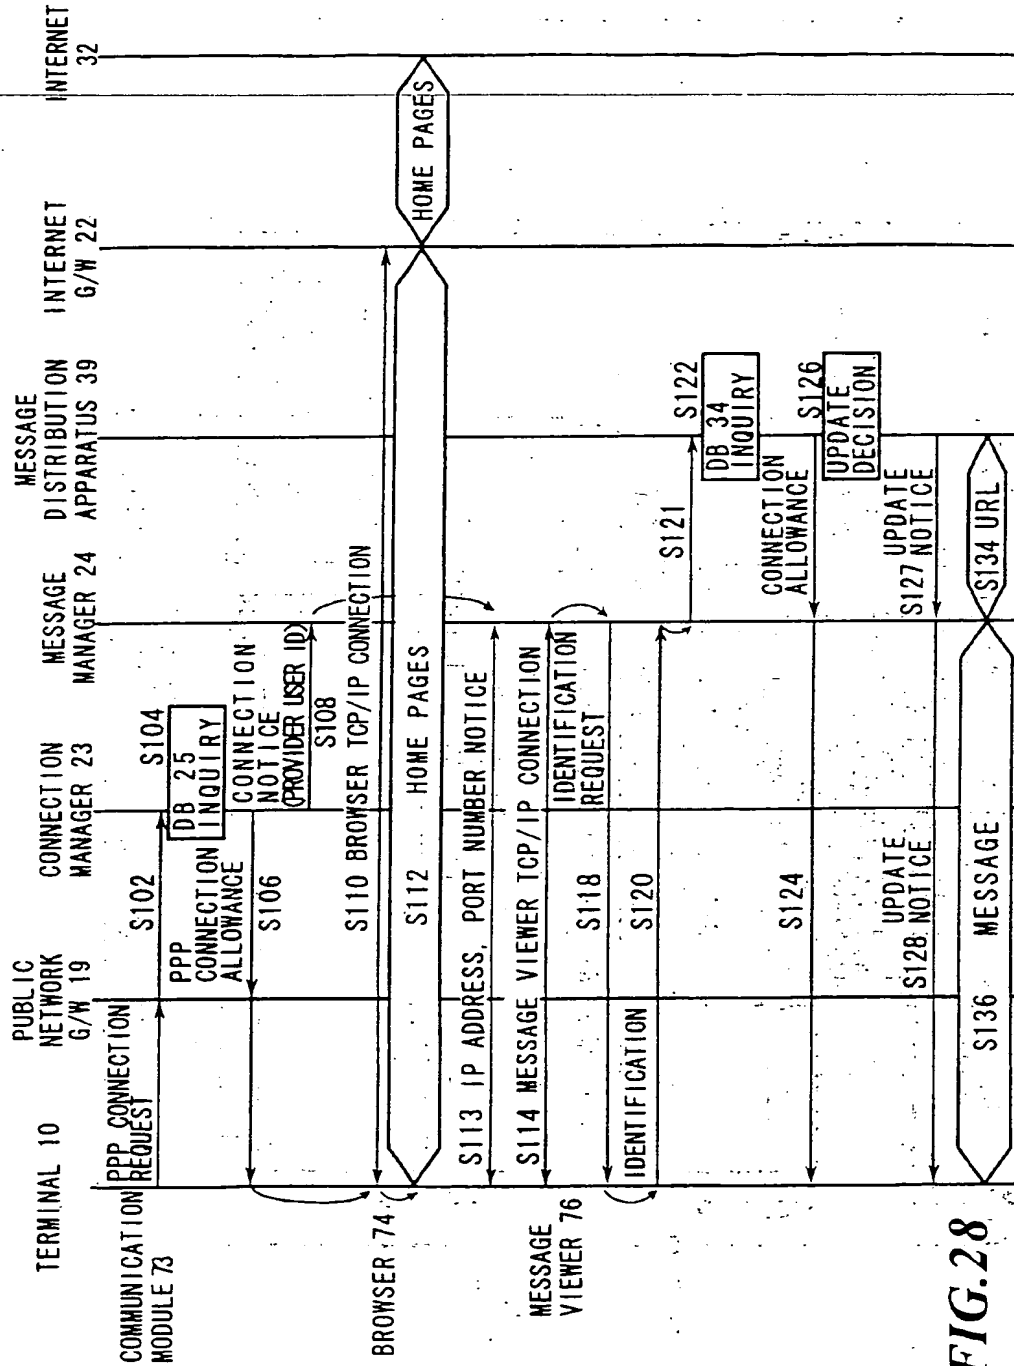 TERMINAL 10
PUBLIC
NETWORK
G/W 19
CONNECTION
MANAGER 23
MESSAGE
MANAGER 24
MESSAGE
DISTRIBUTION
APPARATUS 39
INTERNET
G/W 22
INTERNET
32
COMMUNICATION
MODULE 73
PPP CONNECTION
REQUEST
S102
S104
DB 25
INQUIRY
PPP
CONNECTION
ALLOWANCE
S106
CONNECTION
NOTICE
(PROVIDER USER ID)
S108
BROWSER 74
S110 BROWSER TCP/IP CONNECTION
S112 HOME PAGES
HOME PAGES
S113 IP ADDRESS, PORT NUMBER NOTICE
MESSAGE
VIEWER 76
S114 MESSAGE VIEWER TCP/IP CONNECTION
IDENTIFICATION
REQUEST
S118
IDENTIFICATION
S120
S121
S122
DB 34
INQUIRY
CONNECTION
ALLOWANCE
S124
S126
UPDATE
DECISION
UPDATE
S127 NOTICE
UPDATE
S128 NOTICE
S134 URL
S136 MESSAGE
FIG.28